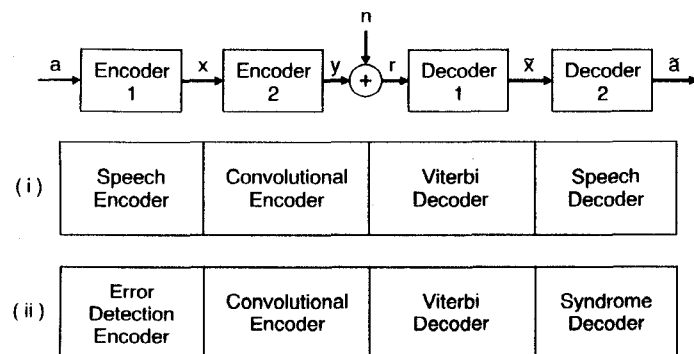 n
a
Encoder
1
x
Encoder
2
y
+
r
Decoder
1
x̃
Decoder
2
ã
(i)
Speech
Encoder
Convolutional
Encoder
Viterbi
Decoder
Speech
Decoder
(ii)
Error
Detection
Encoder
Convolutional
Encoder
Viterbi
Decoder
Syndrome
Decoder